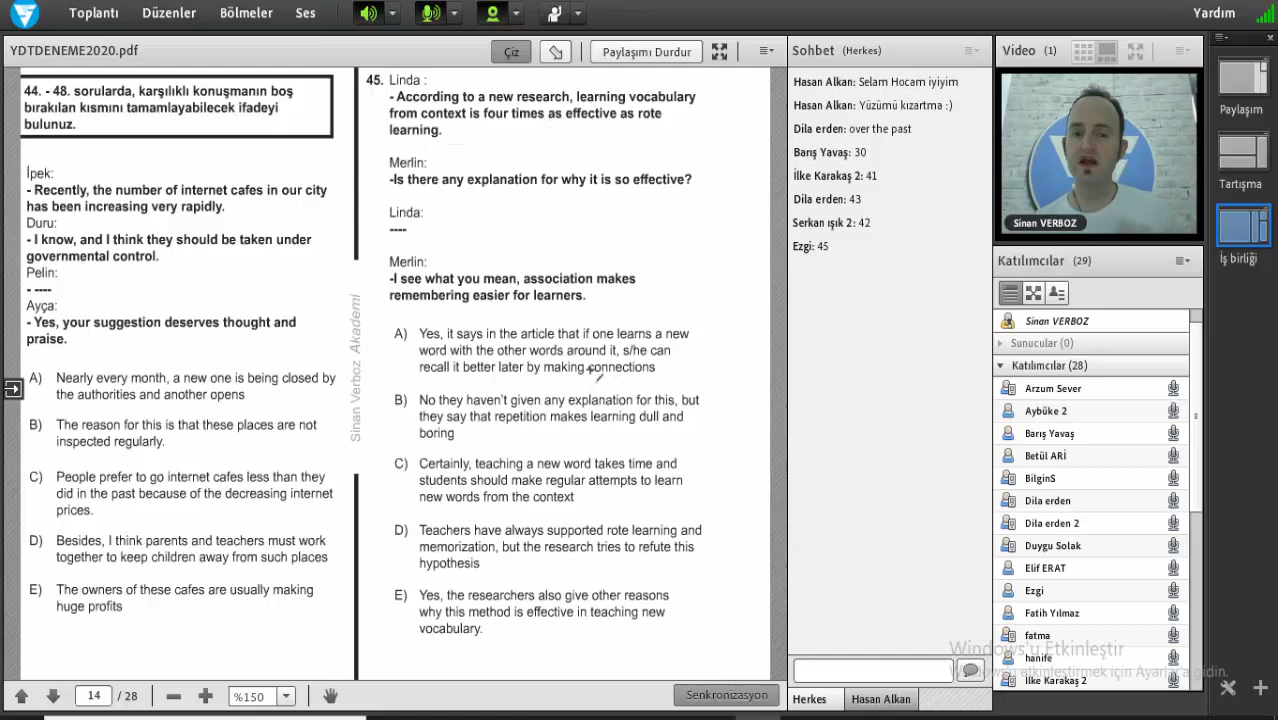 Toplantı Düzenler Bölmeler Ses Yardım
YDTDENEME2020.pdf
Çiz
Paylaşımı Durdur
44. - 48. sorularda, karşılıklı konuşmanın boş
bırakılan kısmını tamamlayabilecek ifadeyi
bulunuz.
İpek:
- Recently, the number of internet cafes in our city
has been increasing very rapidly.
Duru:
- I know, and I think they should be taken under
governmental control.
Pelin:
- ----
Ayça:
- Yes, your suggestion deserves thought and
praise.
A) Nearly every month, a new one is being closed by
the authorities and another opens
B) The reason for this is that these places are not
inspected regularly.
C) People prefer to go internet cafes less than they
did in the past because of the decreasing internet
prices.
D) Besides, I think parents and teachers must work
together to keep children away from such places
E) The owners of these cafes are usually making
huge profits
Sinan Verboz Akademi
45. Linda :
- According to a new research, learning vocabulary
from context is four times as effective as rote
learning.
Merlin:
-Is there any explanation for why it is so effective?
Linda:
----
Merlin:
-I see what you mean, association makes
remembering easier for learners.
A) Yes, it says in the article that if one learns a new
word with the other words around it, s/he can
recall it better later by making connections
B) No they haven't given any explanation for this, but
they say that repetition makes learning dull and
boring
C) Certainly, teaching a new word takes time and
students should make regular attempts to learn
new words from the context
D) Teachers have always supported rote learning and
memorization, but the research tries to refute this
hypothesis
E) Yes, the researchers also give other reasons
why this method is effective in teaching new
vocabulary.
14 / 28
%150
Senkronizasyon
Sohbet (Herkes)
Hasan Alkan: Selam Hocam iyiyim
Hasan Alkan: Yüzümü kızartma :)
Dila erden: over the past
Barış Yavaş: 30
İlke Karakaş 2: 41
Dila erden: 43
Serkan ışık 2: 42
Ezgi: 45
Herkes
Hasan Alkan
Video (1)
Sinan VERBOZ
Katılımcılar (29)
Sinan VERBOZ
Sunucular (0)
Katılımcılar (28)
Arzum Sever
Aybüke 2
Barış Yavaş
Betül ARİ
BilginS
Dila erden
Dila erden 2
Duygu Solak
Elif ERAT
Ezgi
Fatih Yılmaz
fatma
hanife
İlke Karakaş 2
Windows'u Etkinleştir
Windows'u etkinleştirmek için Ayarlar'a gidin.
Paylaşım
Tartışma
İş birliği